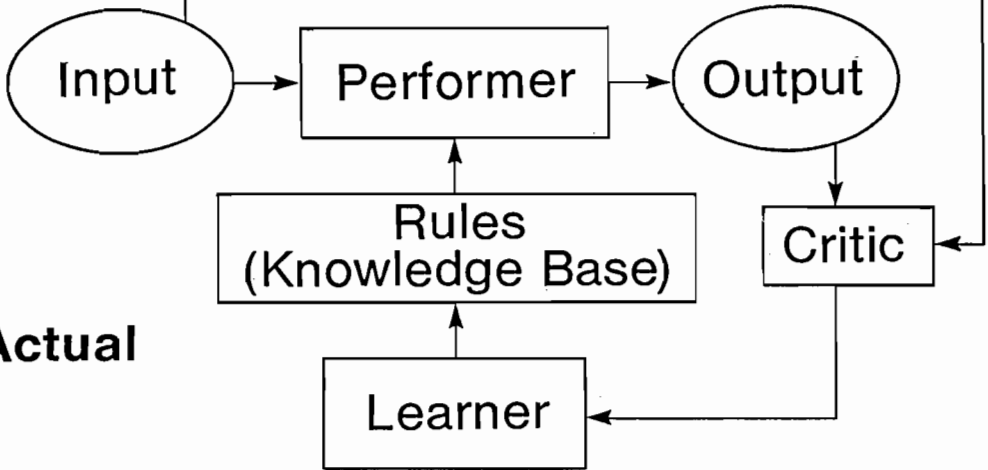 Input
Performer
Output
Rules
(Knowledge Base)
Critic
Actual
Learner